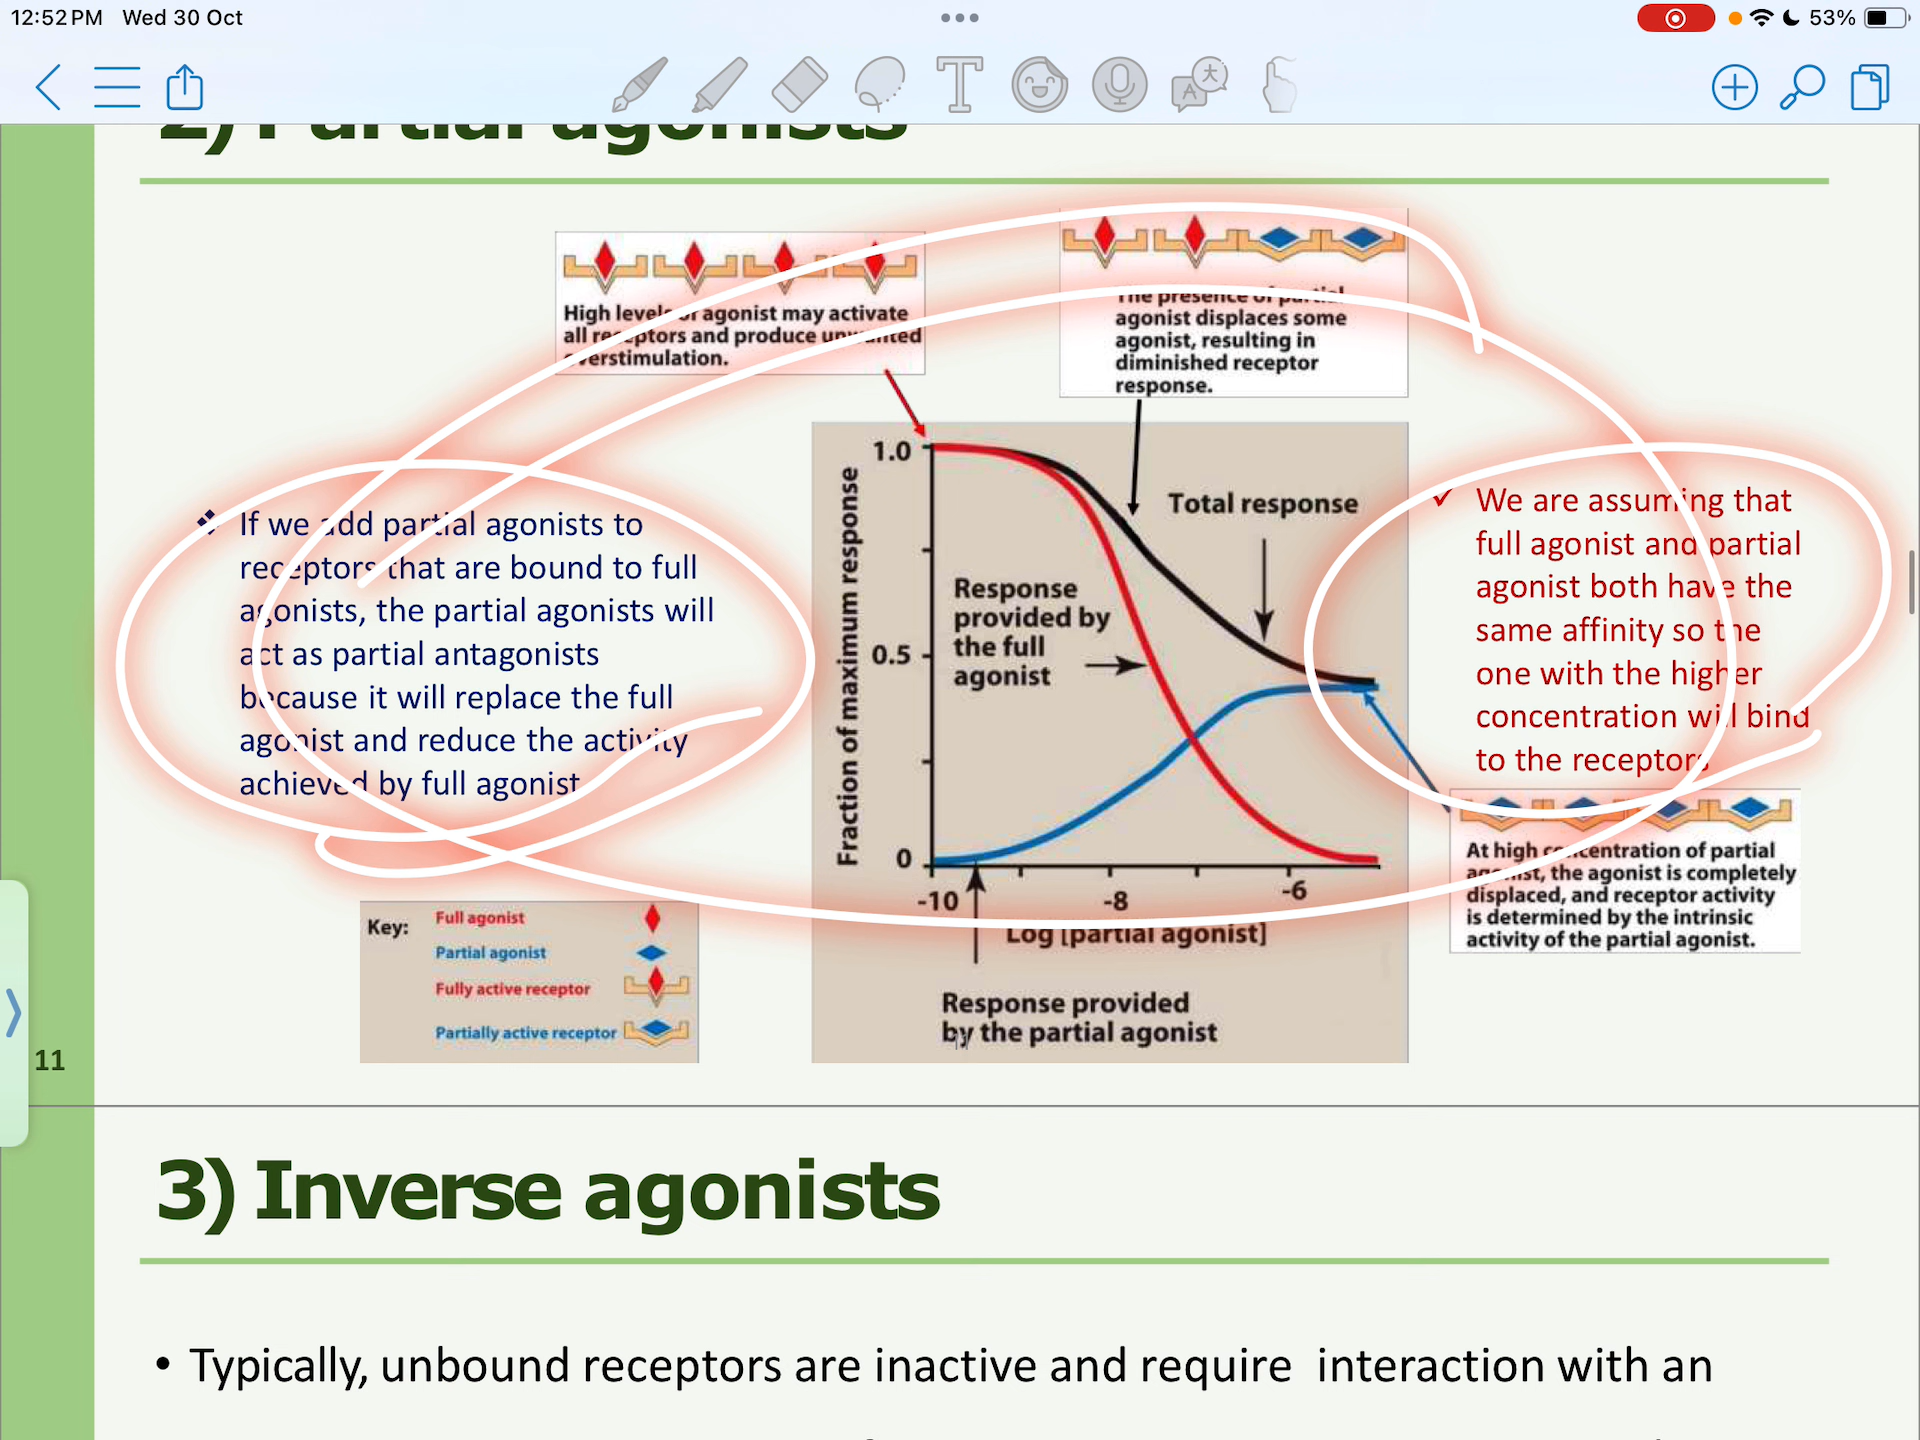 12:52 PM Wed 30 Oct
53%
2) Partial agonists
High levels of agonist may activate
all receptors and produce unwanted
overstimulation.
The presence of partial
agonist displaces some
agonist, resulting in
diminished receptor
response.
❖ If we add partial agonists to
receptors that are bound to full
agonists, the partial agonists will
act as partial antagonists
because it will replace the full
agonist and reduce the activity
achieved by full agonist
Fraction of maximum response
1.0
0.5
0
Total response
Response
provided by
the full
agonist
-10
-8
-6
Log [partial agonist]
Response provided
by the partial agonist
✓ We are assuming that
full agonist and partial
agonist both have the
same affinity so the
one with the higher
concentration will bind
to the receptors
At high concentration of partial
agonist, the agonist is completely
displaced, and receptor activity
is determined by the intrinsic
activity of the partial agonist.
Key:
Full agonist
Partial agonist
Fully active receptor
Partially active receptor
11
3) Inverse agonists
• Typically, unbound receptors are inactive and require interaction with an